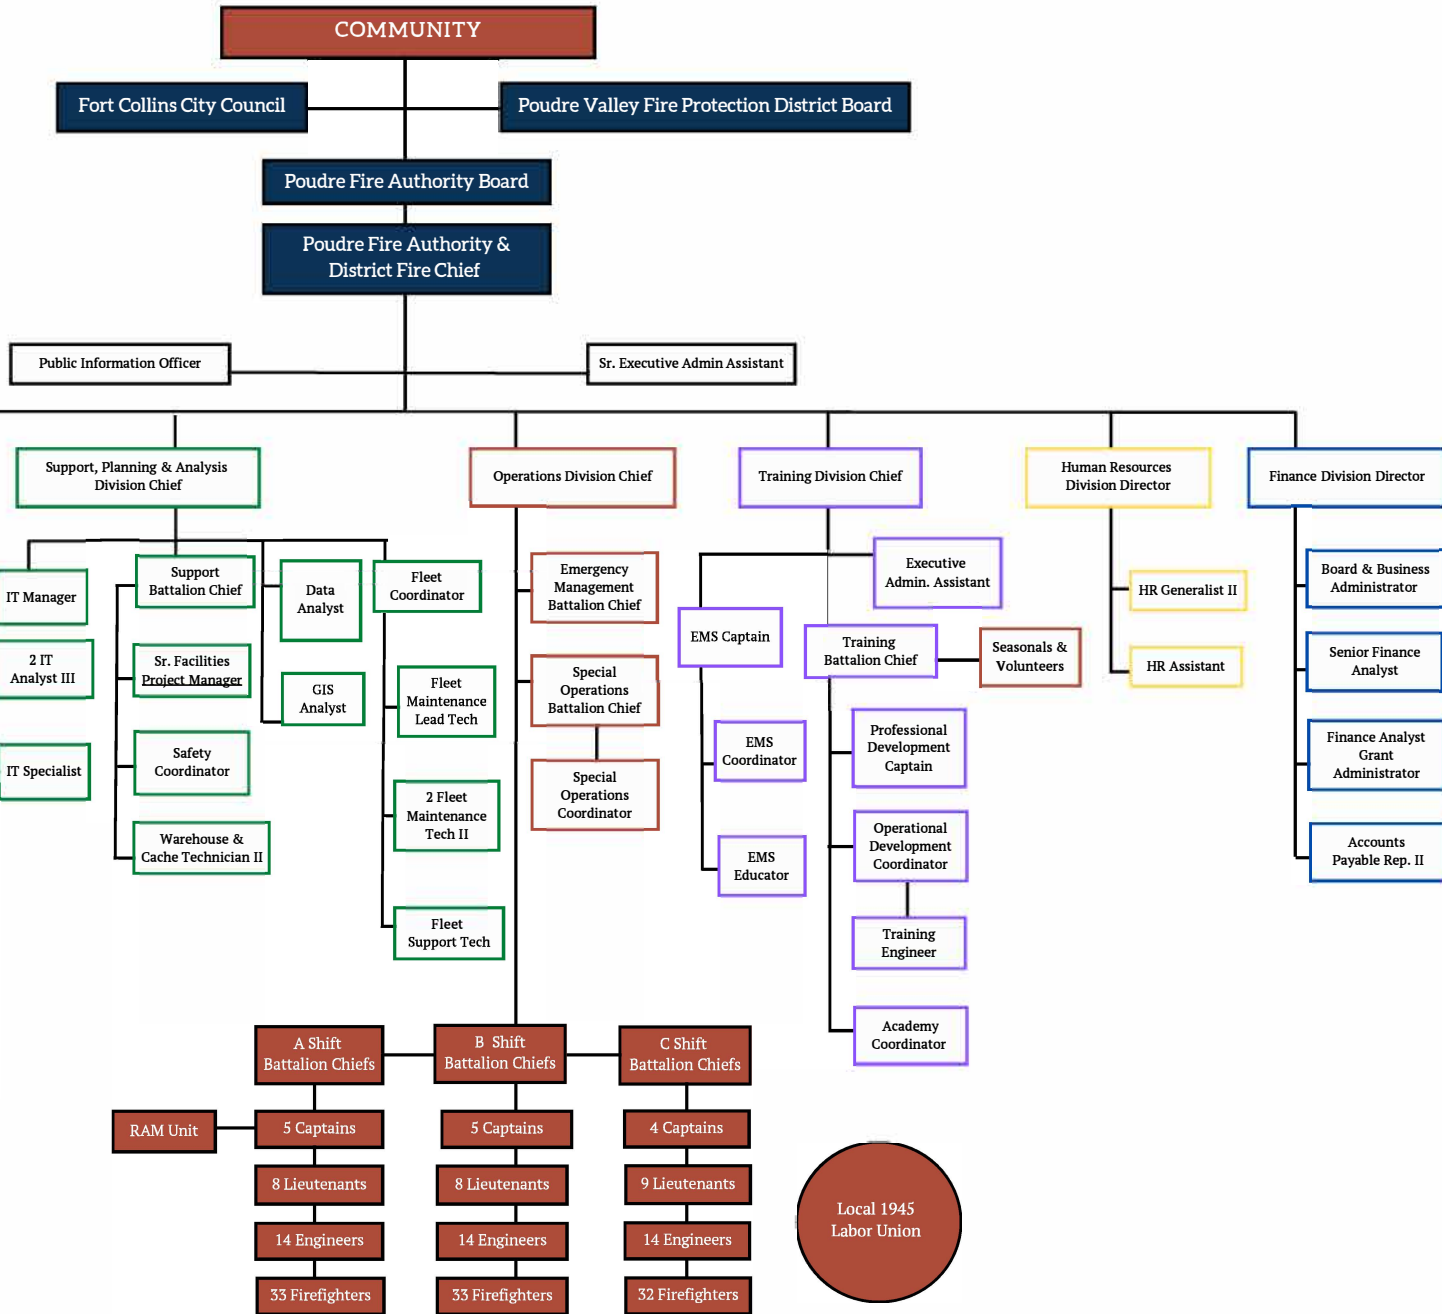 COMMUNITY
Fort Collins City Council
Poudre Valley Fire Protection District Board
Poudre Fire Authority Board
Poudre Fire Authority &
District Fire Chief
Public Information Officer
Sr. Executive Admin Assistant
Support, Planning & Analysis
Division Chief
Operations Division Chief
Training Division Chief
Human Resources
Division Director
Finance Division Director
IT Manager
2 IT
Analyst III
IT Specialist
Support
Battalion Chief
Sr. Facilities
Project Manager
Safety
Coordinator
Warehouse &
Cache Technician II
Data
Analyst
GIS
Analyst
Fleet
Coordinator
Fleet
Maintenance
Lead Tech
2 Fleet
Maintenance
Tech II
Fleet
Support Tech
Emergency
Management
Battalion Chief
Special
Operations
Battalion Chief
Special
Operations
Coordinator
Executive
Admin. Assistant
EMS Captain
EMS
Coordinator
EMS
Educator
Training
Battalion Chief
Seasonals &
Volunteers
Professional
Development
Captain
Operational
Development
Coordinator
Training
Engineer
Academy
Coordinator
HR Generalist II
HR Assistant
Board & Business
Administrator
Senior Finance
Analyst
Finance Analyst
Grant
Administrator
Accounts
Payable Rep. II
A Shift
Battalion Chiefs
B Shift
Battalion Chiefs
C Shift
Battalion Chiefs
RAM Unit
5 Captains
5 Captains
4 Captains
8 Lieutenants
8 Lieutenants
9 Lieutenants
14 Engineers
14 Engineers
14 Engineers
33 Firefighters
33 Firefighters
32 Firefighters
Local 1945
Labor Union